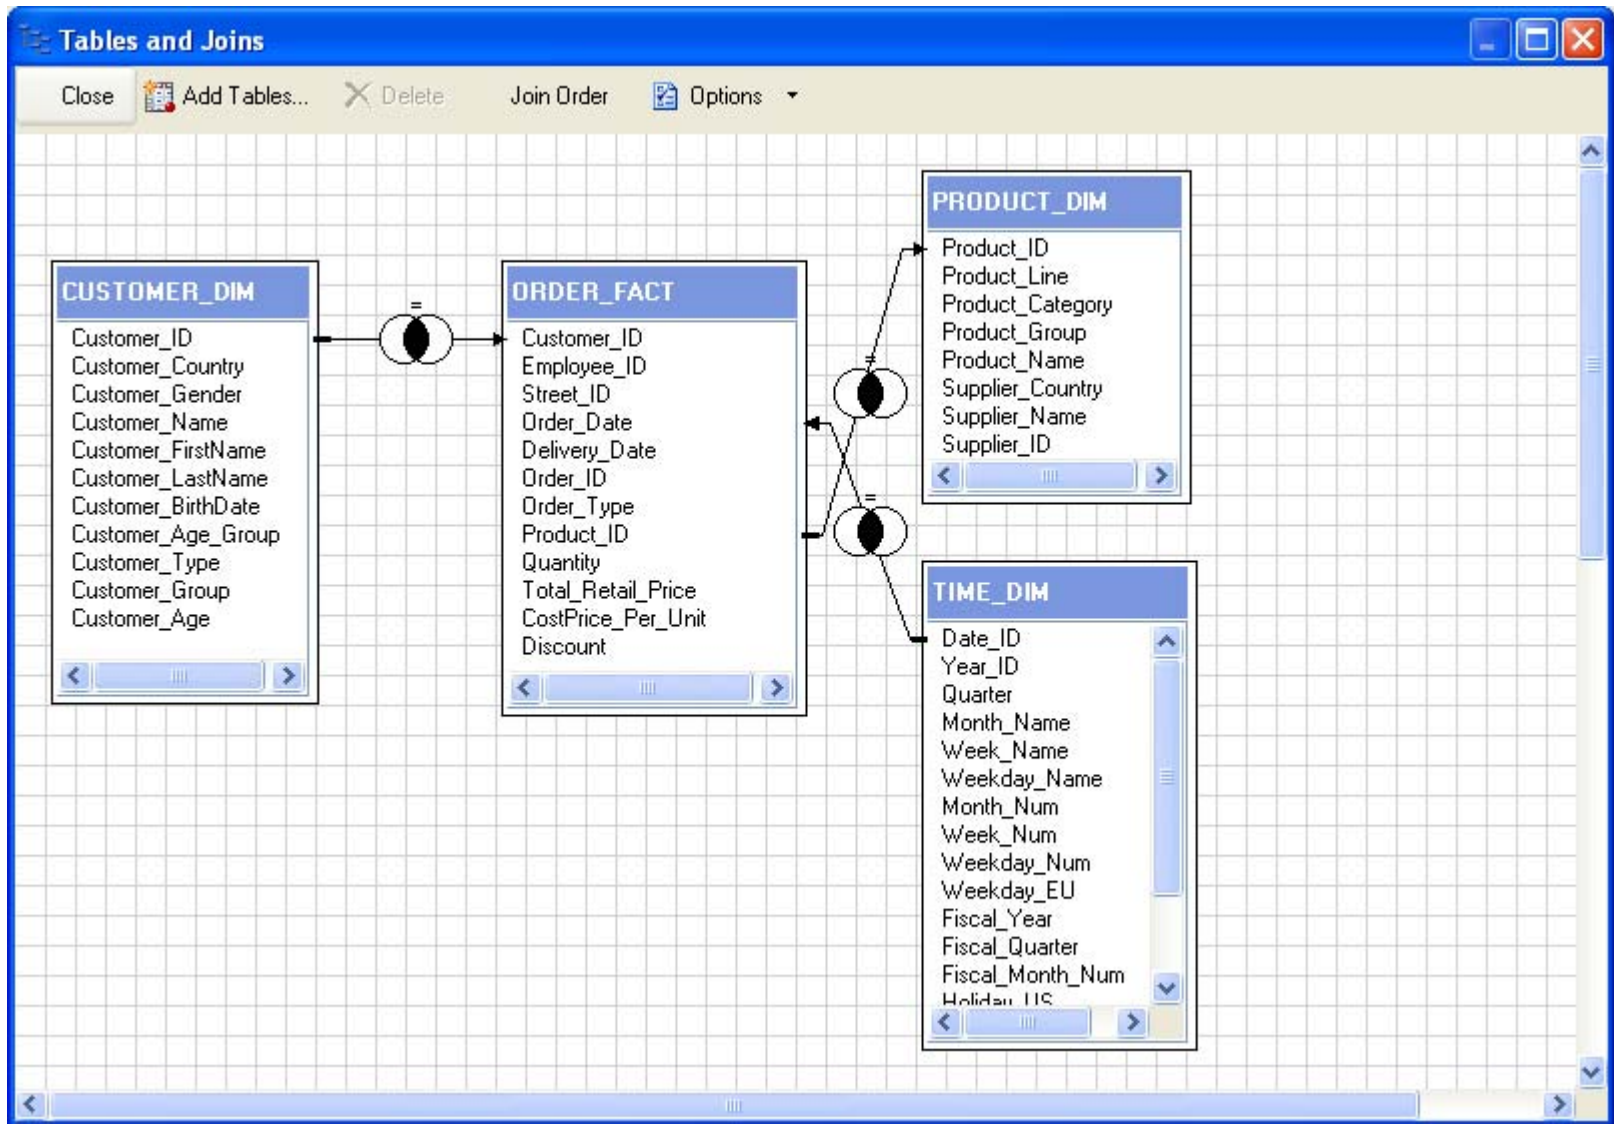 Tables and Joins
Close Add Tables... Delete Join Order Options
CUSTOMER_DIM
Customer_ID
Customer_Country
Customer_Gender
Customer_Name
Customer_FirstName
Customer_LastName
Customer_BirthDate
Customer_Age_Group
Customer_Type
Customer_Group
Customer_Age
=
ORDER_FACT
Customer_ID
Employee_ID
Street_ID
Order_Date
Delivery_Date
Order_ID
Order_Type
Product_ID
Quantity
Total_Retail_Price
CostPrice_Per_Unit
Discount
=
=
PRODUCT_DIM
Product_ID
Product_Line
Product_Category
Product_Group
Product_Name
Supplier_Country
Supplier_Name
Supplier_ID
TIME_DIM
Date_ID
Year_ID
Quarter
Month_Name
Week_Name
Weekday_Name
Month_Num
Week_Num
Weekday_Num
Weekday_EU
Fiscal_Year
Fiscal_Quarter
Fiscal_Month_Num
Holiday_US